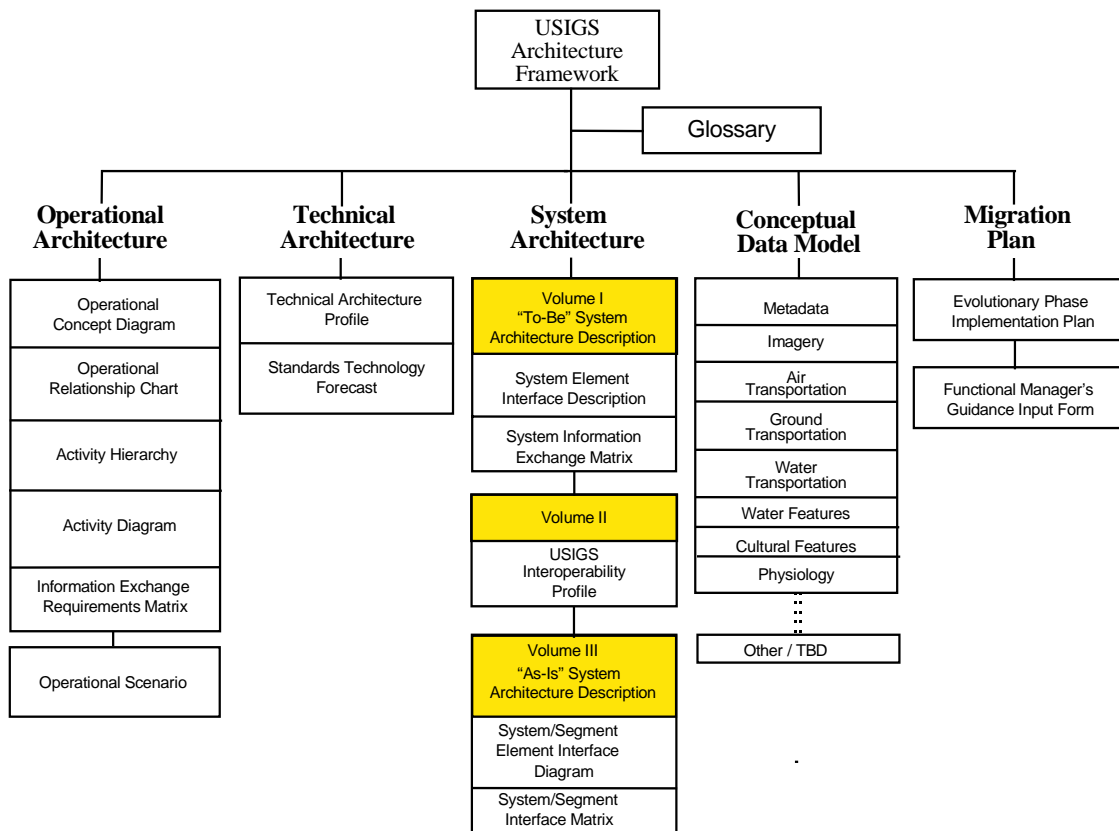 USIGS
Architecture
Framework
Glossary
Operational
Architecture
Operational
Concept Diagram
Operational
Relationship Chart
Activity Hierarchy
Activity Diagram
Information Exchange
Requirements Matrix
Operational Scenario
Technical
Architecture
Technical Architecture
Profile
Standards Technology
Forecast
System
Architecture
Volume I
“To-Be” System
Architecture Description
System Element
Interface Description
System Information
Exchange Matrix
Volume II
USIGS
Interoperability
Profile
Volume III
“As-Is” System
Architecture Description
System/Segment
Element Interface
Diagram
System/Segment
Interface Matrix
Conceptual
Data Model
Metadata
Imagery
Air
Transportation
Ground
Transportation
Water
Transportation
Water Features
Cultural Features
Physiology
Other / TBD
Migration
Plan
Evolutionary Phase
Implementation Plan
Functional Manager’s
Guidance Input Form